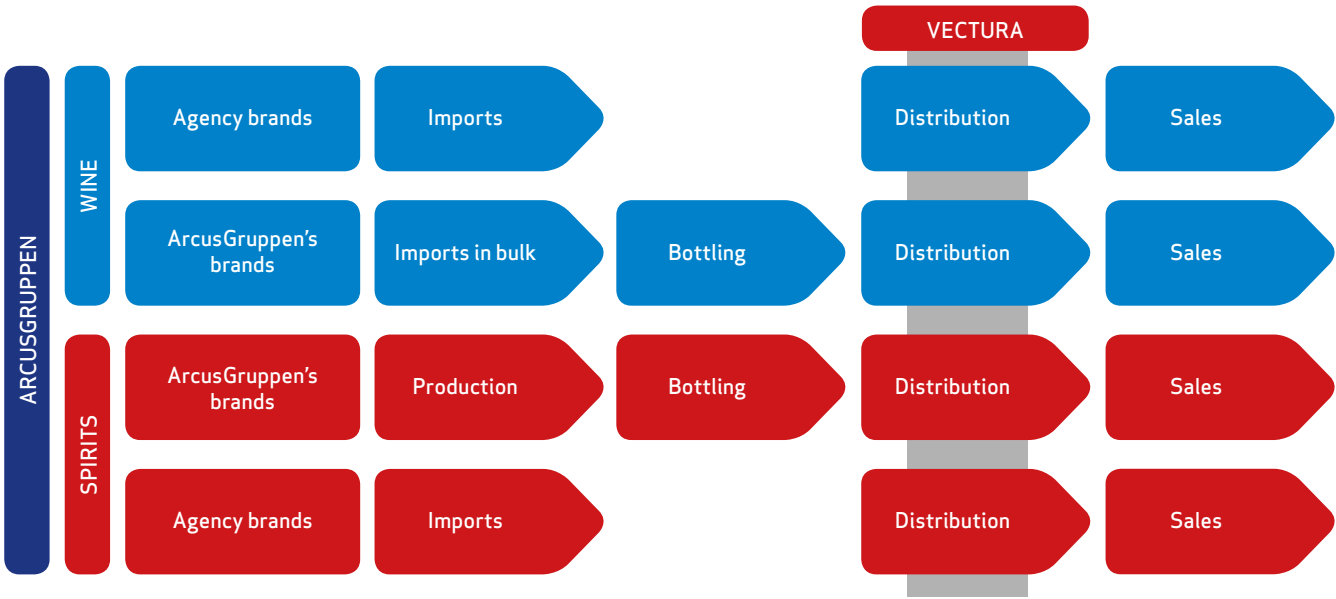 VECTURA
ARCUSGRUPPEN
WINE
Agency brands
Imports
Distribution
Sales
ArcusGruppen's
brands
Imports in bulk
Bottling
Distribution
Sales
SPIRITS
ArcusGruppen's
brands
Production
Bottling
Distribution
Sales
Agency brands
Imports
Distribution
Sales